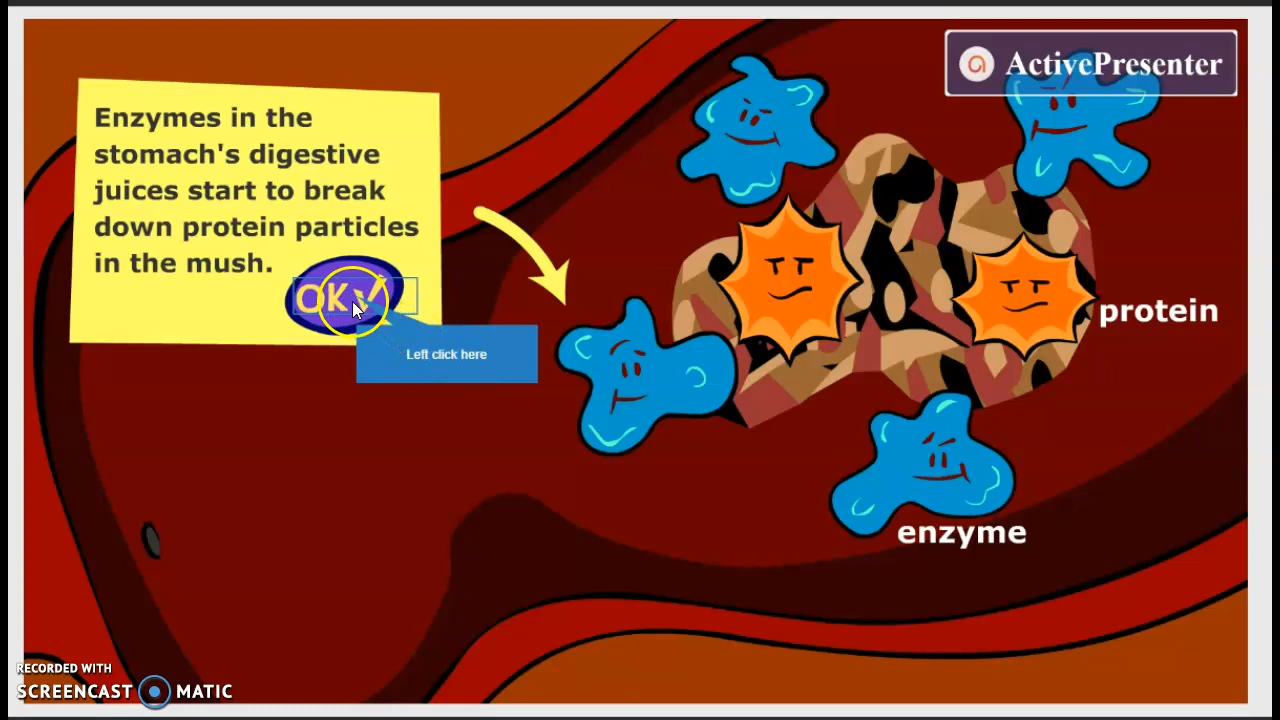 ActivePresenter
Enzymes in the
stomach's digestive
juices start to break
down protein particles
in the mush.
OK✓
Left click here
protein
enzyme
RECORDED WITH
SCREENCAST MATIC